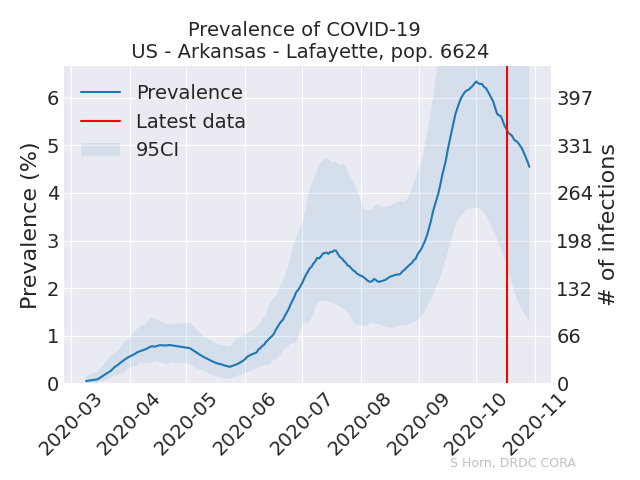 Prevalence of COVID-19
US - Arkansas - Lafayette, pop. 6624
Prevalence
Latest data
95CI
Prevalence (%)
6
5
4
3
2
1
0
397
331
264
198
132
66
0
# of infections
2020-03
2020-04
2020-05
2020-06
2020-07
2020-08
2020-09
2020-10
2020-11
S Horn, DRDC CORA